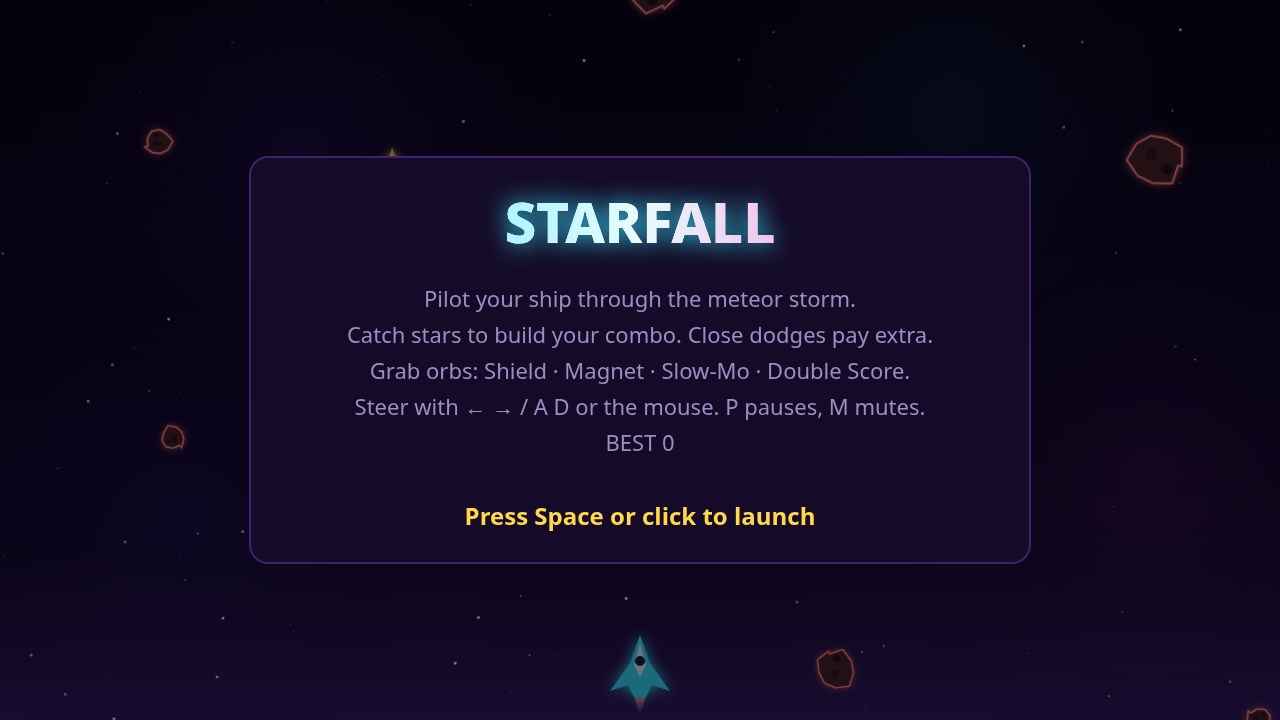 STARFALL
Pilot your ship through the meteor storm.
Catch stars to build your combo. Close dodges pay extra.
Grab orbs: Shield · Magnet · Slow-Mo · Double Score.
Steer with ← → / A D or the mouse. P pauses, M mutes.
BEST 0
Press Space or click to launch